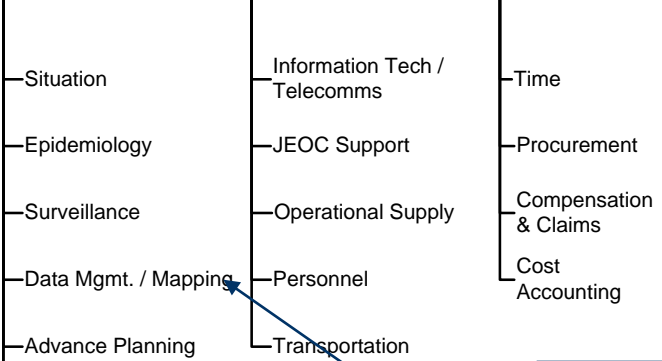 Situation
Epidemiology
Surveillance
Data Mgmt. / Mapping
Advance Planning
Information Tech /
Telecomms
JEOC Support
Operational Supply
Personnel
Transportation
Time
Procurement
Compensation
& Claims
Cost
Accounting